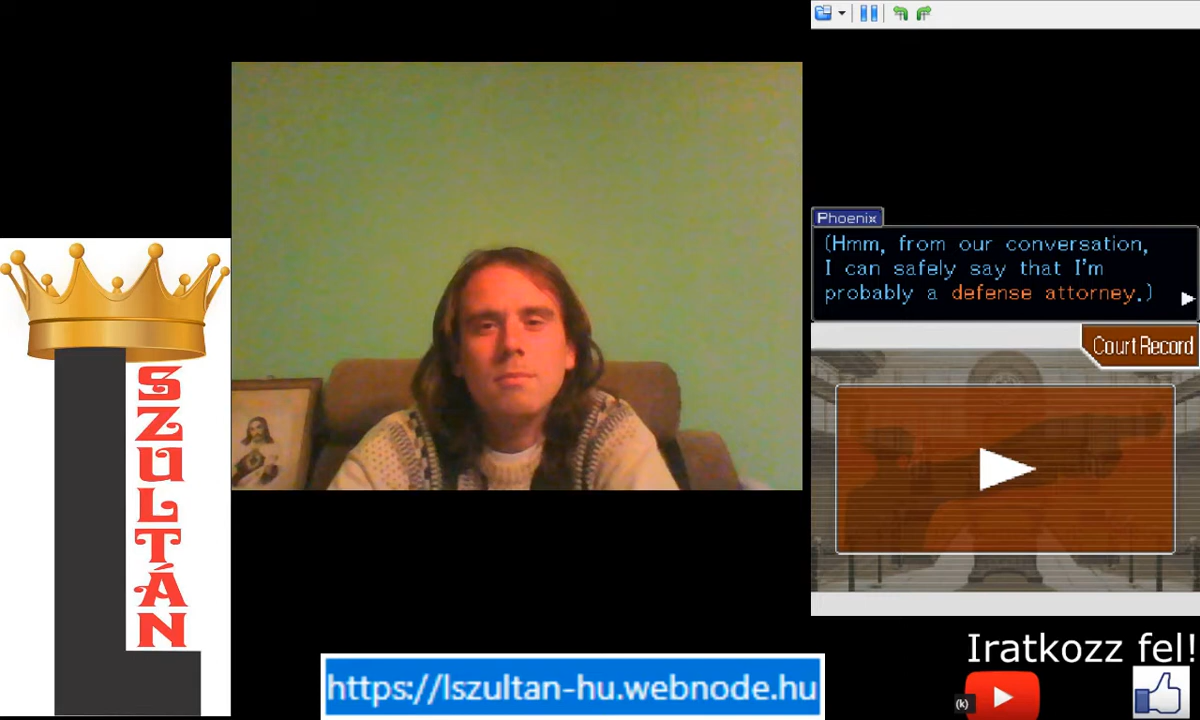 Phoenix
(Hmm, from our conversation,
I can safely say that I'm
probably a defense attorney.)
Court Record
L
SZULTÁN
Iratkozz fel!
(k)
https://lszultan-hu.webnode.hu